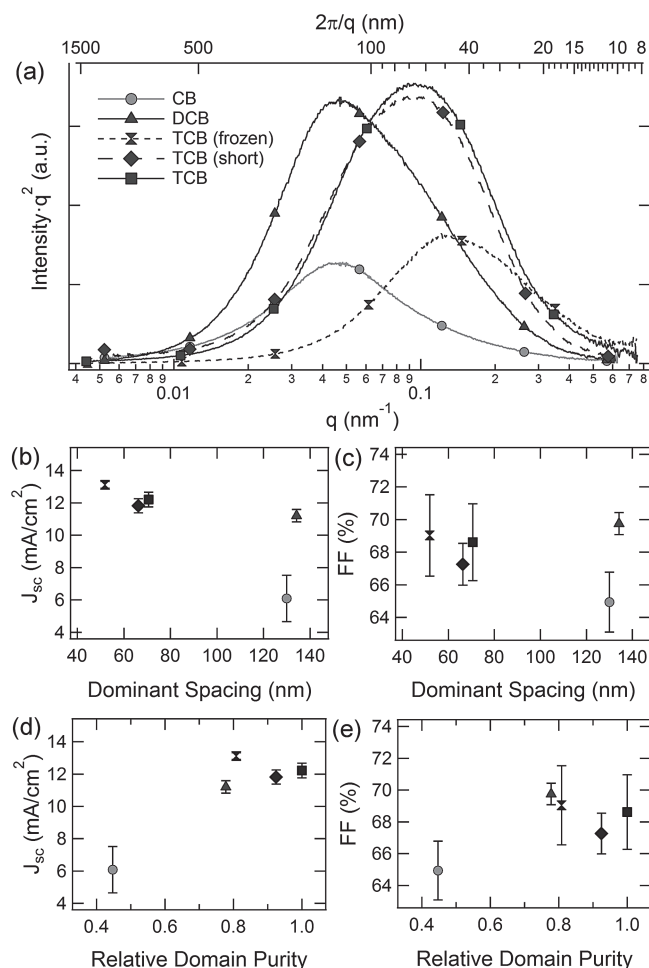 2π/q (nm)
1500 500 100 40 20 15 10 8
(a)
CB
DCB
TCB (frozen)
TCB (short)
TCB
Intensity·q² (a.u.)
4 5 6 7 8 9 0.01 2 3 4 5 6 7 8 9 0.1 2 3 4 5 6 7 8
q (nm⁻¹)
(b)
14
12
10
8
6
4
J_sc (mA/cm²)
40 60 80 100 120 140
Dominant Spacing (nm)
(c)
72
70
68
66
64
FF (%)
40 60 80 100 120 140
Dominant Spacing (nm)
(d)
14
12
10
8
6
4
J_sc (mA/cm²)
0.4 0.6 0.8 1.0
Relative Domain Purity
(e)
72
70
68
66
64
FF (%)
0.4 0.6 0.8 1.0
Relative Domain Purity